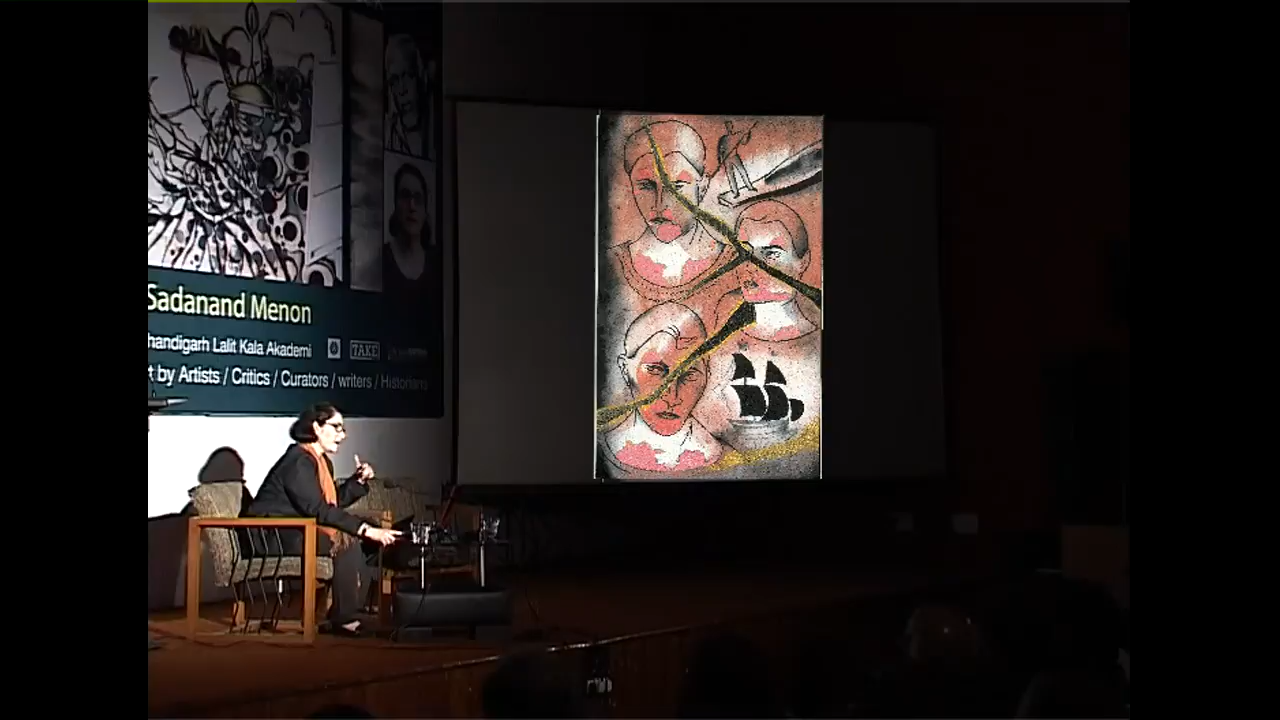 Sadanand Menon
handigarh Lalit Kala Akademi TAKE
t by Artists / Critics / Curators / writers / Historians